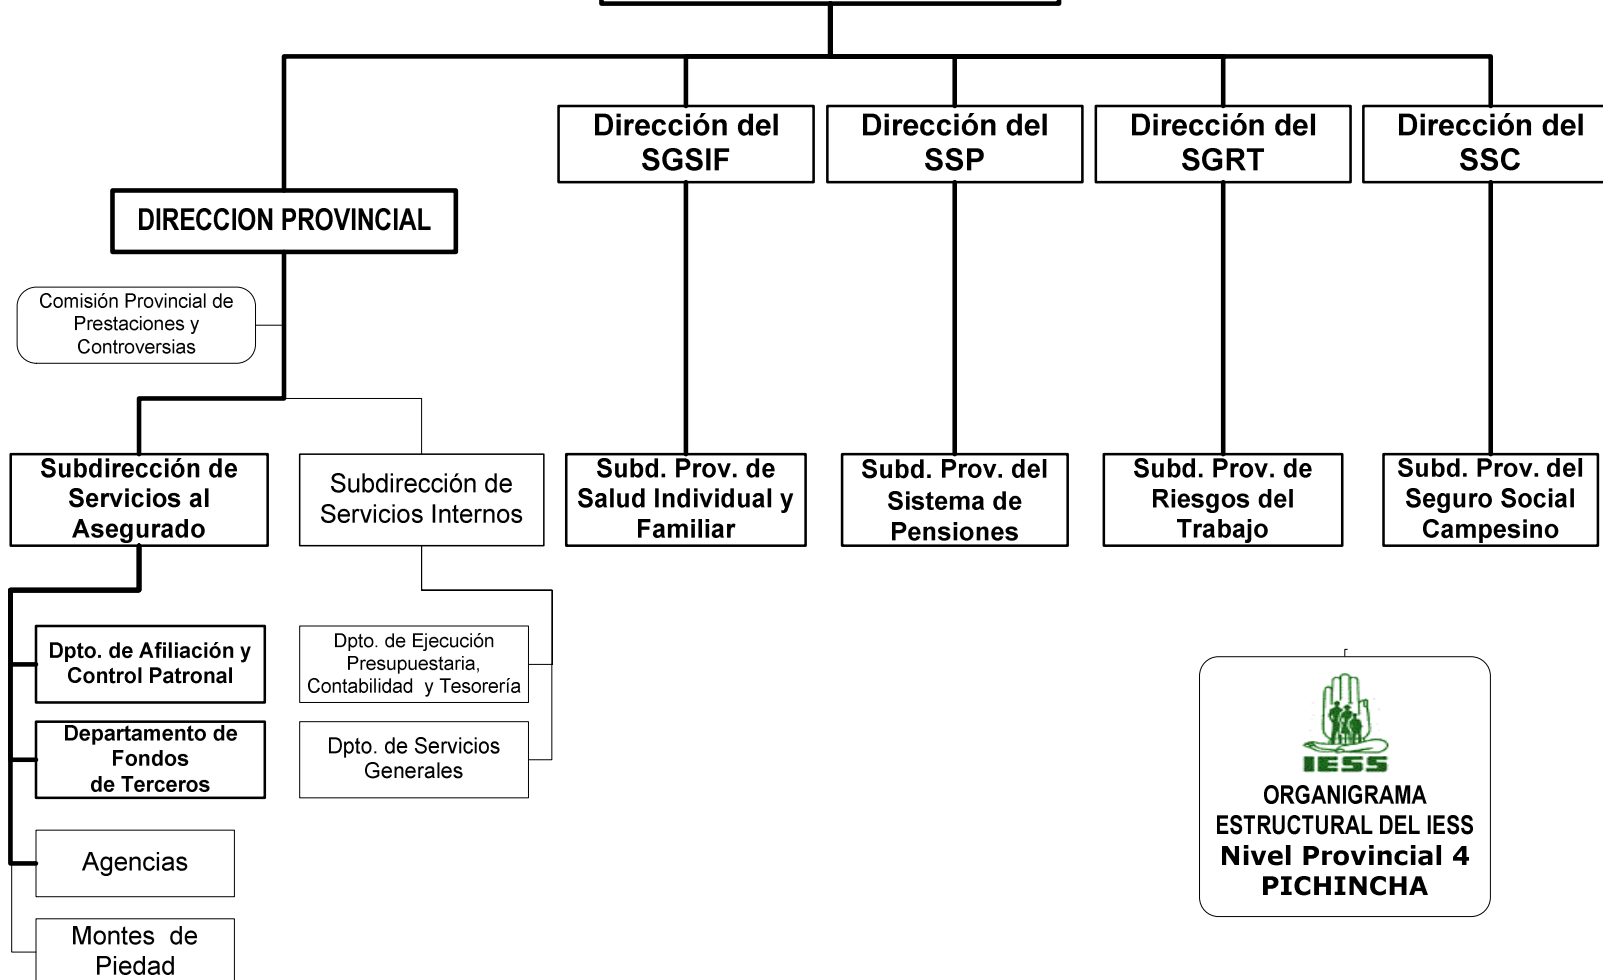 Dirección del
SGSIF
Dirección del
SSP
Dirección del
SGRT
Dirección del
SSC
DIRECCION PROVINCIAL
Comisión Provincial de
Prestaciones y
Controversias
Subdirección de
Servicios al
Asegurado
Subdirección de
Servicios Internos
Subd. Prov. de
Salud Individual y
Familiar
Subd. Prov. del
Sistema de
Pensiones
Subd. Prov. de
Riesgos del
Trabajo
Subd. Prov. del
Seguro Social
Campesino
Dpto. de Afiliación y
Control Patronal
Dpto. de Ejecución
Presupuestaria,
Contabilidad  y Tesorería
Departamento de
Fondos
de Terceros
Dpto. de Servicios
Generales
Agencias
Montes  de
Piedad
IESS
ORGANIGRAMA
ESTRUCTURAL DEL IESS
Nivel Provincial 4
PICHINCHA